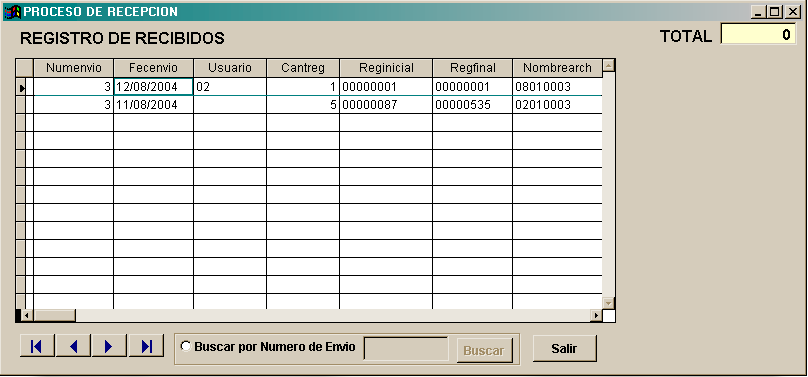 PROCESO DE RECEPCION
REGISTRO DE RECIBIDOS
TOTAL 0
Numenvio Fecenvio Usuario Cantreg Reginicial Regfinal Nombrearch
3 12/08/2004 02 1 00000001 00000001 08010003
3 11/08/2004 5 00000087 00000535 02010003
Buscar por Numero de Envio Buscar Salir